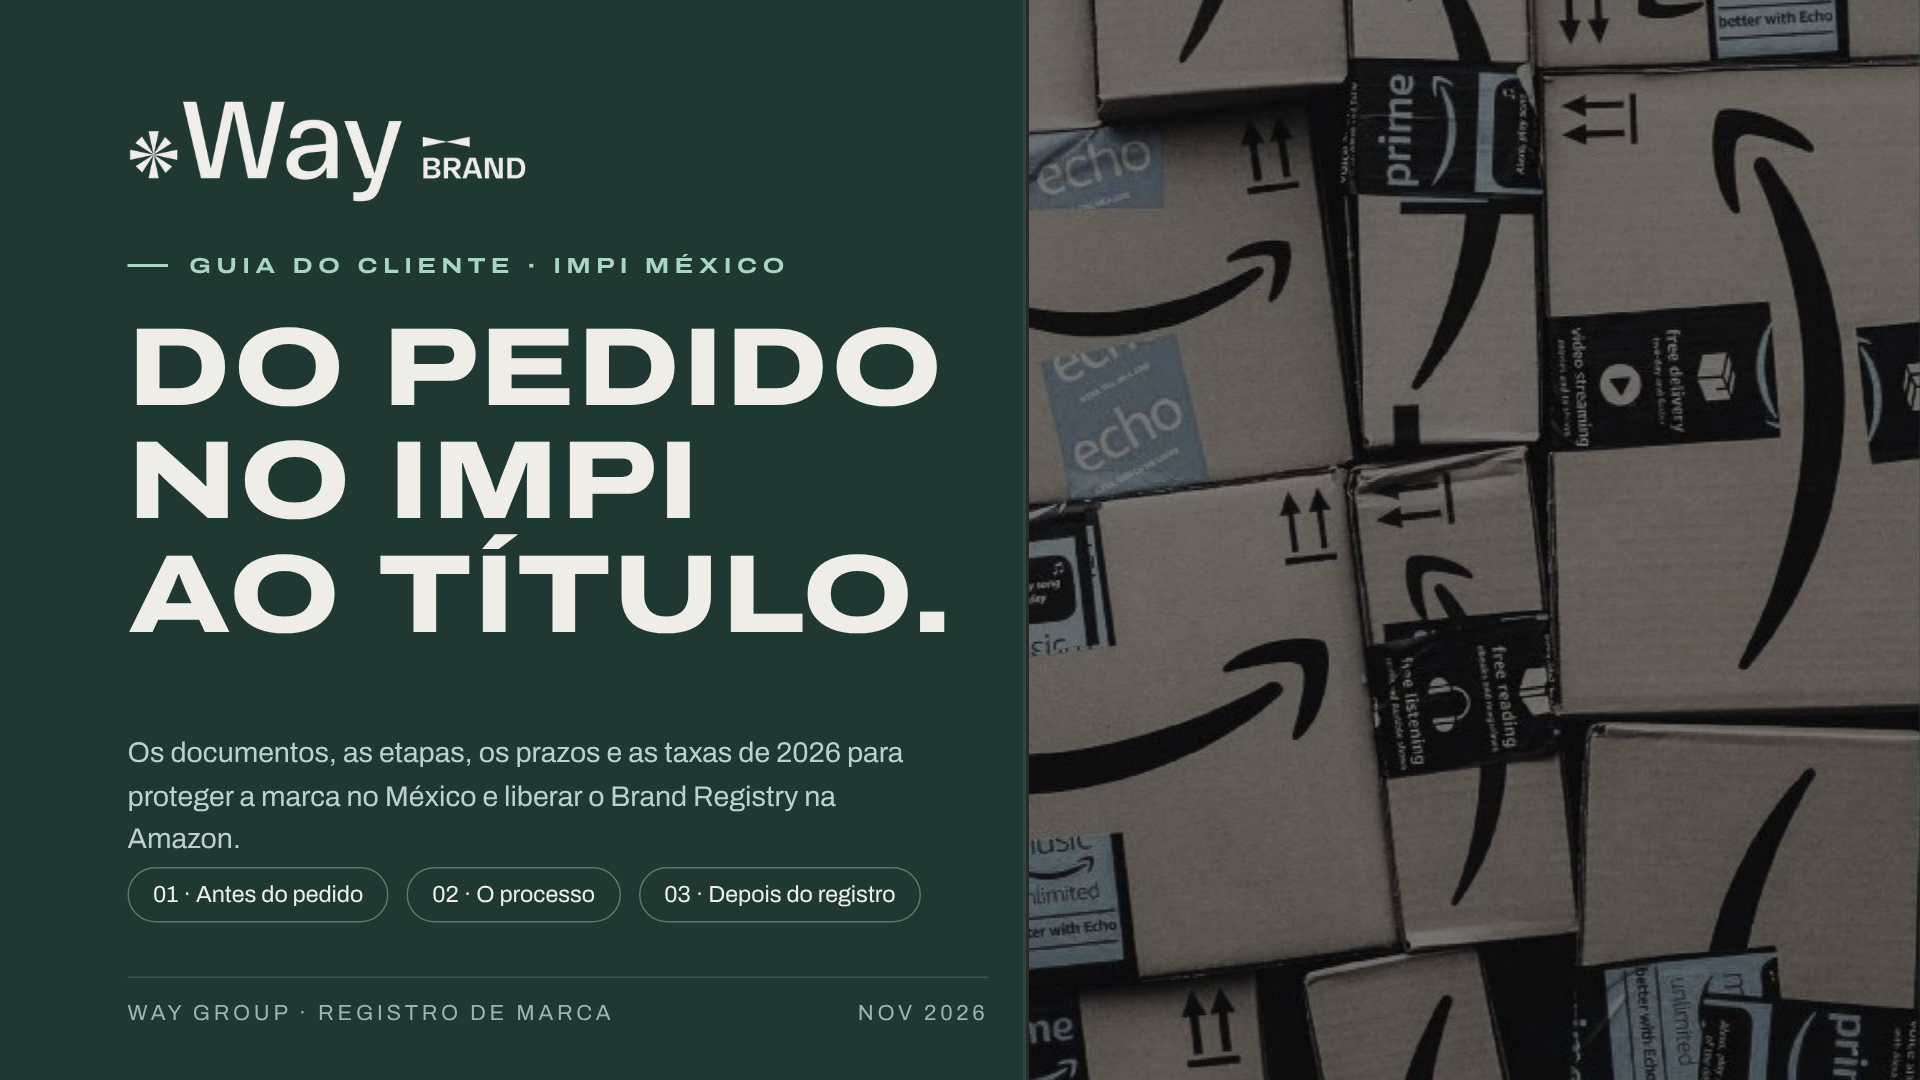 *Way BRAND
GUIA DO CLIENTE · IMPI MÉXICO
DO PEDIDO
NO IMPI
AO TÍTULO.
Os documentos, as etapas, os prazos e as taxas de 2026 para
proteger a marca no México e liberar o Brand Registry na
Amazon.
01 · Antes do pedido
02 · O processo
03 · Depois do registro
WAY GROUP · REGISTRO DE MARCA
NOV 2026
better with Echo
prime
echo
echo
video streaming
free delivery
free listening
free reading
unlimited
better with Echo